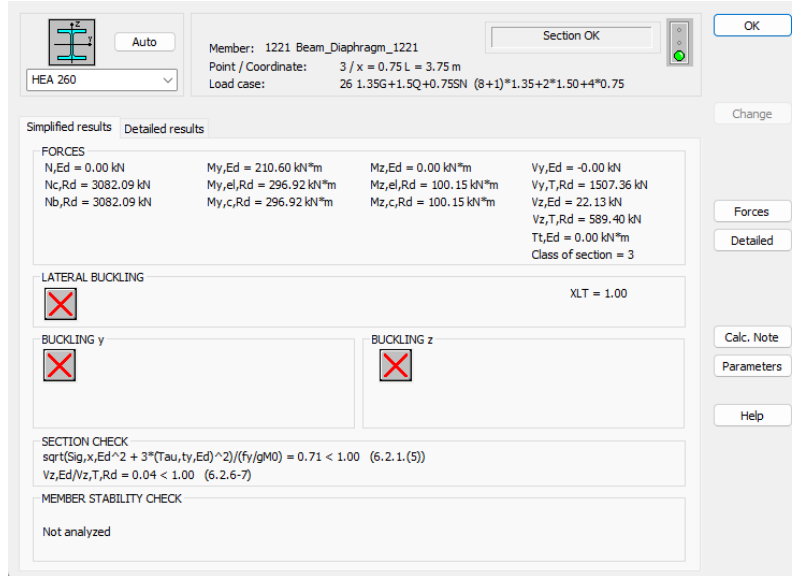 z
y
Auto
HEA 260
Member: 1221 Beam_Diaphragm_1221
Point / Coordinate: 3 / x = 0.75 L = 3.75 m
Load case: 26 1.35G+1.5Q+0.75SN (8+1)*1.35+2*1.50+4*0.75
Section OK
OK
Change
Simplified results Detailed results
FORCES
N,Ed = 0.00 kN My,Ed = 210.60 kN*m Mz,Ed = 0.00 kN*m Vy,Ed = -0.00 kN
Nc,Rd = 3082.09 kN My,el,Rd = 296.92 kN*m Mz,el,Rd = 100.15 kN*m Vy,T,Rd = 1507.36 kN
Nb,Rd = 3082.09 kN My,c,Rd = 296.92 kN*m Mz,c,Rd = 100.15 kN*m Vz,Ed = 22.13 kN
Vz,T,Rd = 589.40 kN
Tt,Ed = 0.00 kN*m
Class of section = 3
Forces
Detailed
LATERAL BUCKLING
XLT = 1.00
BUCKLING y BUCKLING z
Calc. Note
Parameters
Help
SECTION CHECK
sqrt(Sig,x,Ed^2 + 3*(Tau,ty,Ed)^2)/(fy/gM0) = 0.71 < 1.00 (6.2.1.(5))
Vz,Ed/Vz,T,Rd = 0.04 < 1.00 (6.2.6-7)
MEMBER STABILITY CHECK
Not analyzed